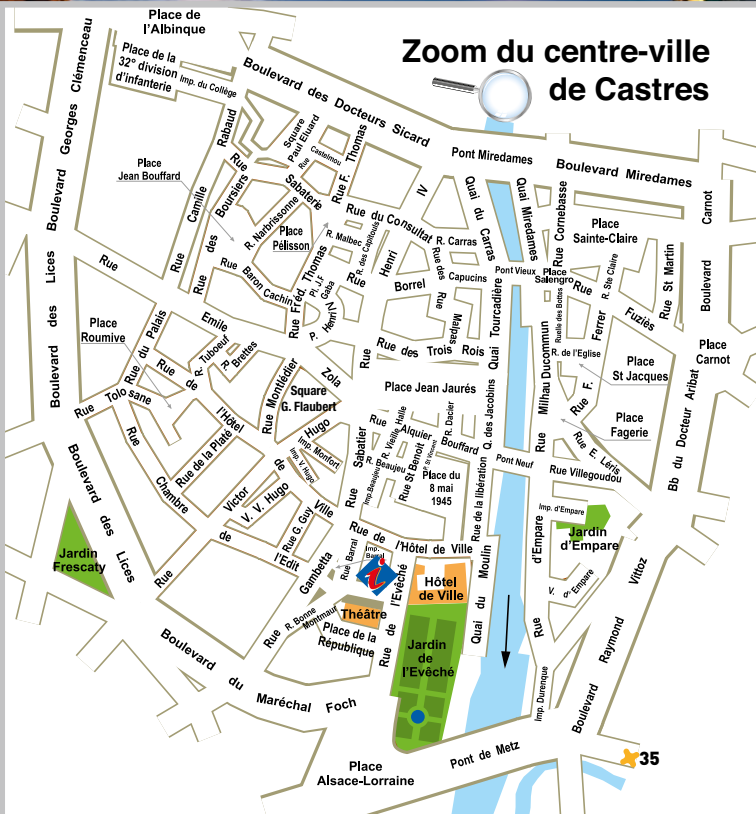 Zoom du centre-ville
de Castres
Place de
l'Albinque
Place de la
32° division
d'infanterie
Imp. du Collège
Boulevard Georges Clémenceau
Boulevard des Docteurs Sicard
Pont Miredames
Boulevard Miredames
Boulevard Carnot
Rue Camille Rabaud
Rue des Boursiers
Square
Paul Eluard
Rue Castelmou
Rue Sabaterie
Rue F. Thomas
Place
Jean Bouffard
R. Narbrissonne
Place
Pélisson
Rue Baron Cachin
Rue Fréd. Thomas
R. Malbec
R. des Capitouls
Pl. J.F
Gaba
P. Henri IV
Rue du Consultat
Rue Henri IV
Quai du Carras
Quai Miredames
Rue Cornebasse
R. Carras
Rue des Capucins
Borrel
Rue Malpas
Pont Vieux
Place
Salengro
Place
Sainte-Claire
R. Ste Claire
Rue St Martin
Rue Fuziés
Ruelle des Bottes
Quai Tourcaudière
Rue Milhau Ducommun
Rue F. Ferrer
R. de l'Eglise
Place
St Jacques
Place
Carnot
Place
Fagerie
Bb du Docteur Aribat
Boulevard des Lices
Rue Emile Zola
Place
Roumive
Rue du Palais
R. Tuboeuf
R. Brettes
Rue des Trois Rois
Place Jean Jaurés
Rue Montlédier
Square
G. Flaubert
Rue Tolosane
Rue de l'Hôtel de Ville
Rue de la Platé
Rue Chambre de l'Edit
Rue Victor Hugo
V. V. Hugo
Imp. Monfort
Imp. V. Hugo
Rue G. Guy
Rue Sabatier
Rue Alquier Bouffard
R. Vieille Halle
R. Dacier
R. Beaujeu
Imp.Beaujeu
Rue St Benoit
P. St Vincent
Place du
8 mai
1945
Q. des Jacobins
Rue de la libération
Pont Neuf
Rue E. Léris
Rue Villegoudou
Imp. d'Empare
Jardin
d'Empare
V. d'Empare
Rue d'Empare
Imp. Durenque
Boulevard Raymond Vittoz
Boulevard des Lices
Jardin
Frescaty
Rue Gambetta
Rue Barral
Imp.
Barral
i
Rue de l'Hôtel de Ville
Hôtel
de Ville
Rue de l'Evêché
Quai du Moulin
Théâtre
R. Bonne
Montmaur
Place de la
République
Jardin
de
l'Evêché
Boulevard du Maréchal Foch
Place
Alsace-Lorraine
Pont de Metz
35